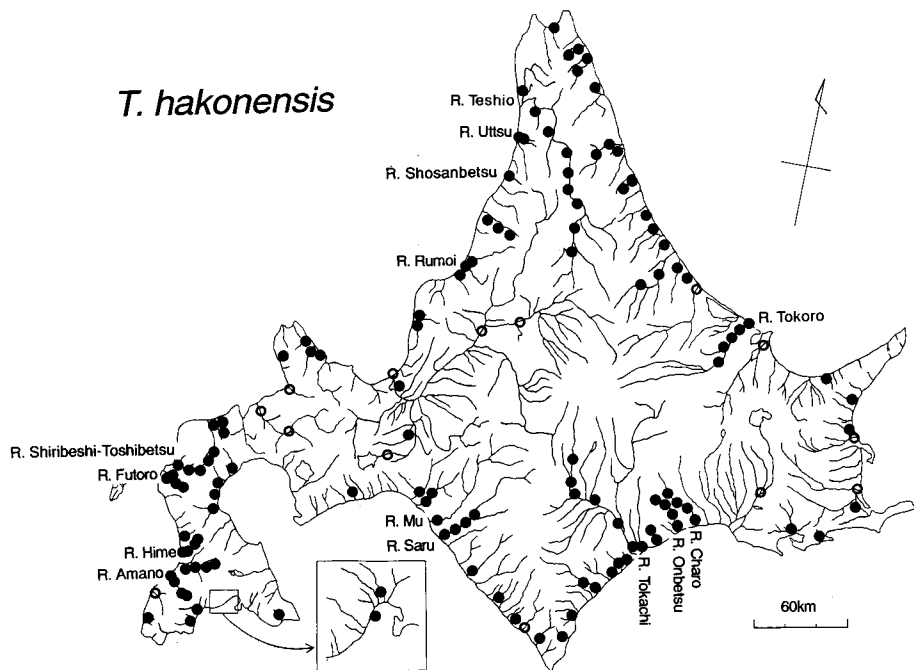 T. hakonensis
R. Teshio
R. Uttsu
R. Shosanbetsu
R. Rumoi
R. Tokoro
R. Shiribeshi-Toshibetsu
R. Futoro
R. Mu
R. Saru
R. Hime
R. Amano
R. Tokachi
R. Onbetsu
R. Charo
60km